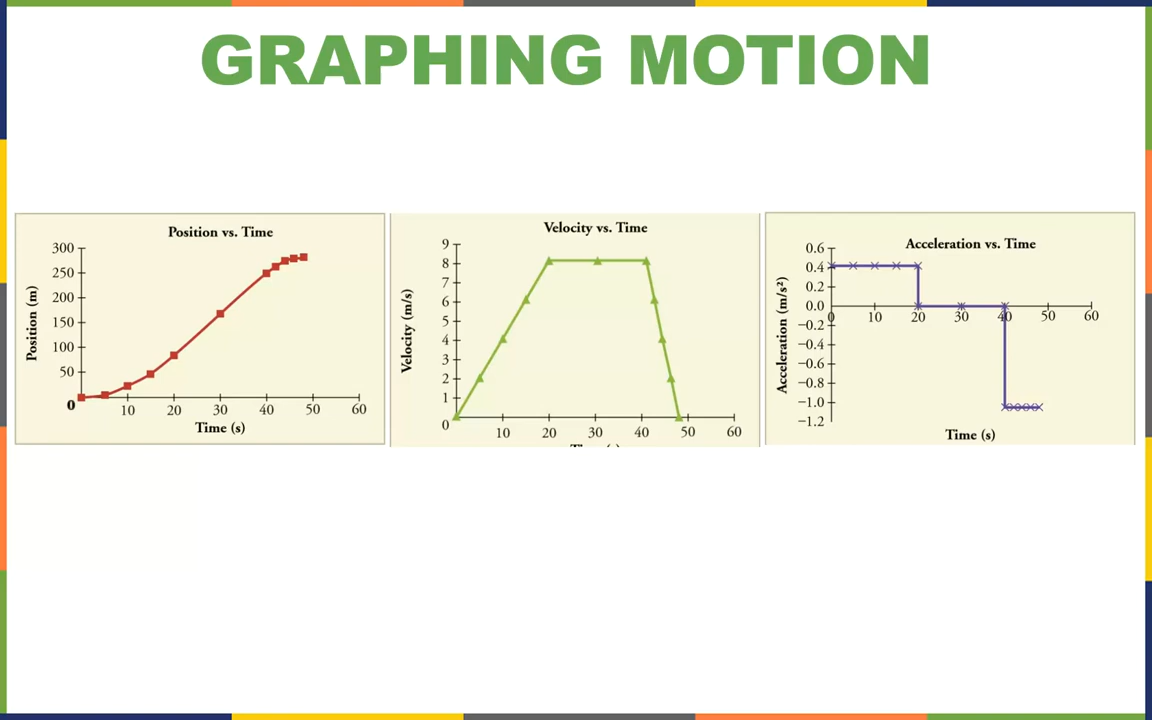 GRAPHING MOTION
Position vs. Time
300
250
200
150
100
50
0
10 20 30 40 50 60
Position (m)
Time (s)
Velocity vs. Time
9
8
7
6
5
4
3
2
1
0
10 20 30 40 50 60
Velocity (m/s)
Acceleration vs. Time
0.6
0.4
0.2
0.0
−0.2
−0.4
−0.6
−0.8
−1.0
−1.2
0 10 20 30 40 50 60
Acceleration (m/s²)
Time (s)